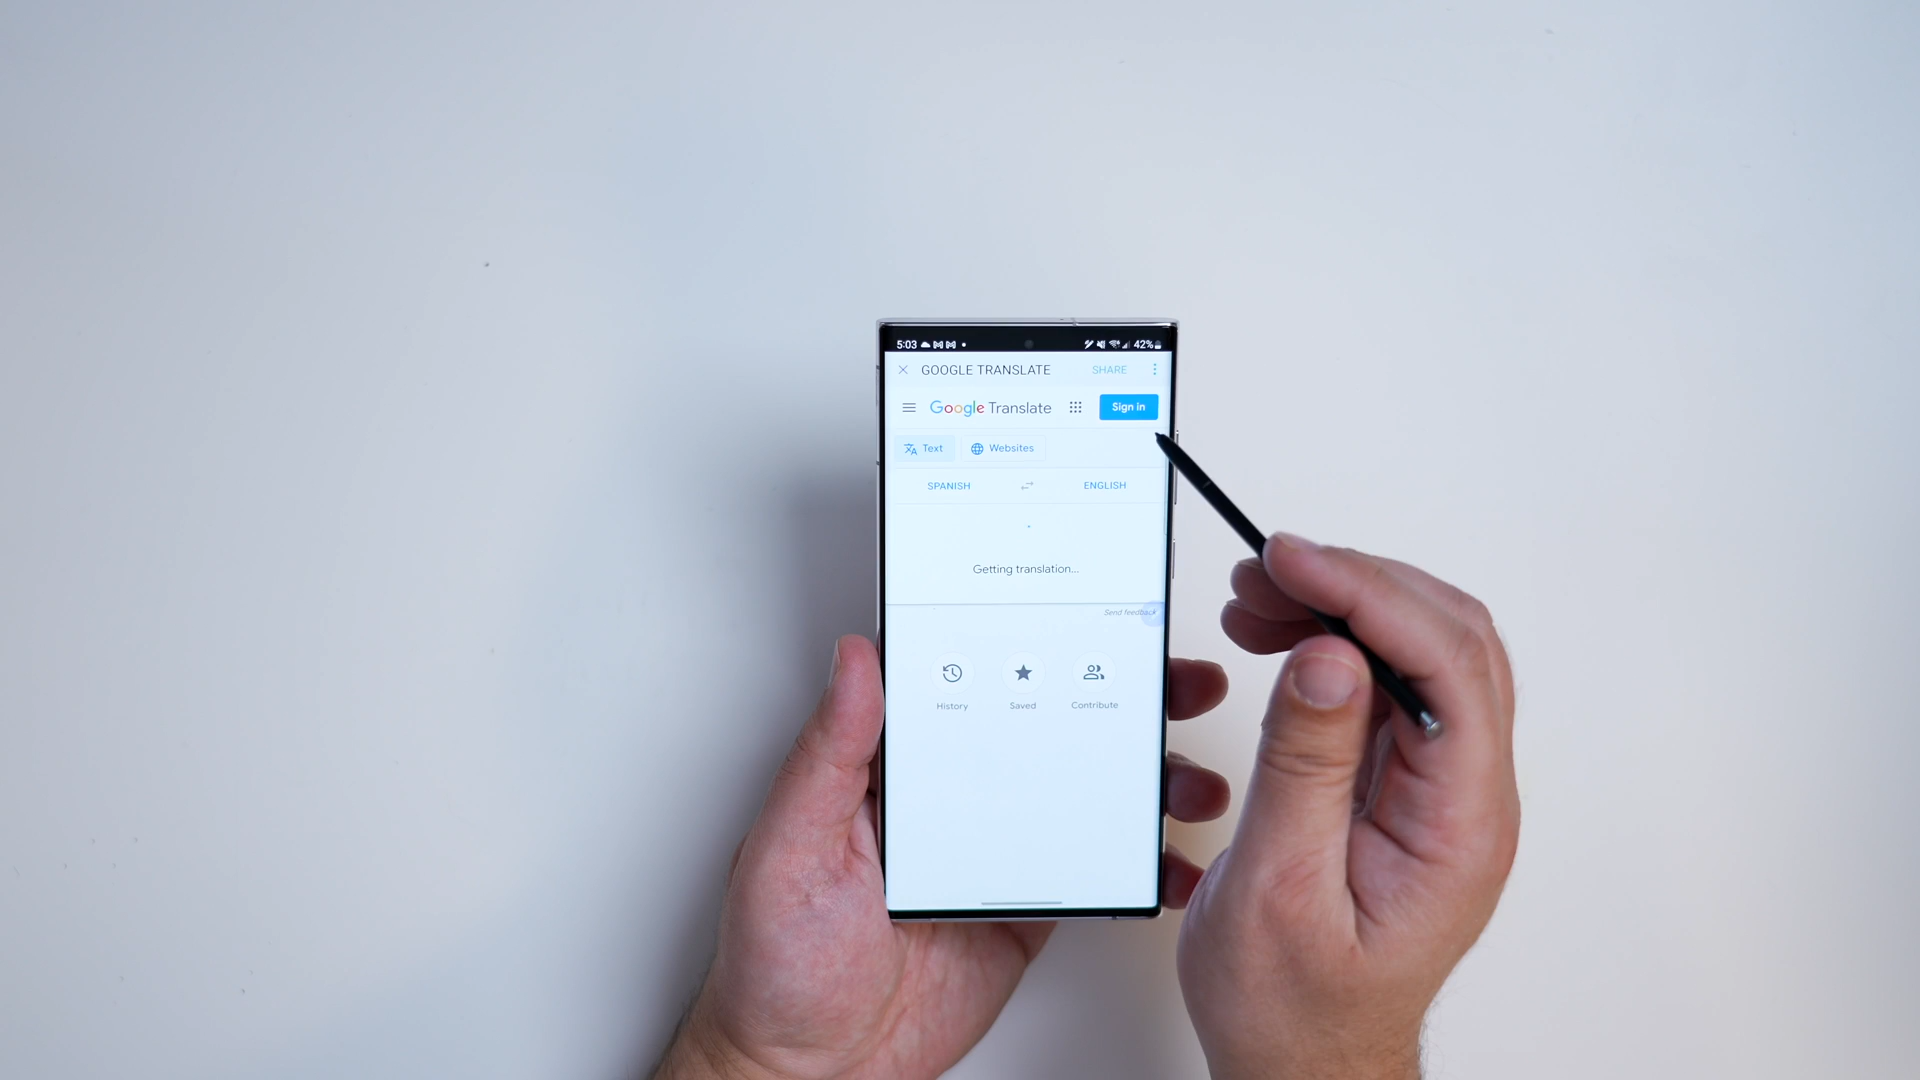 5:03 42%
GOOGLE TRANSLATE SHARE
Google Translate Sign in
Text Websites
SPANISH ENGLISH
Getting translation...
Send feedback
History Saved Contribute